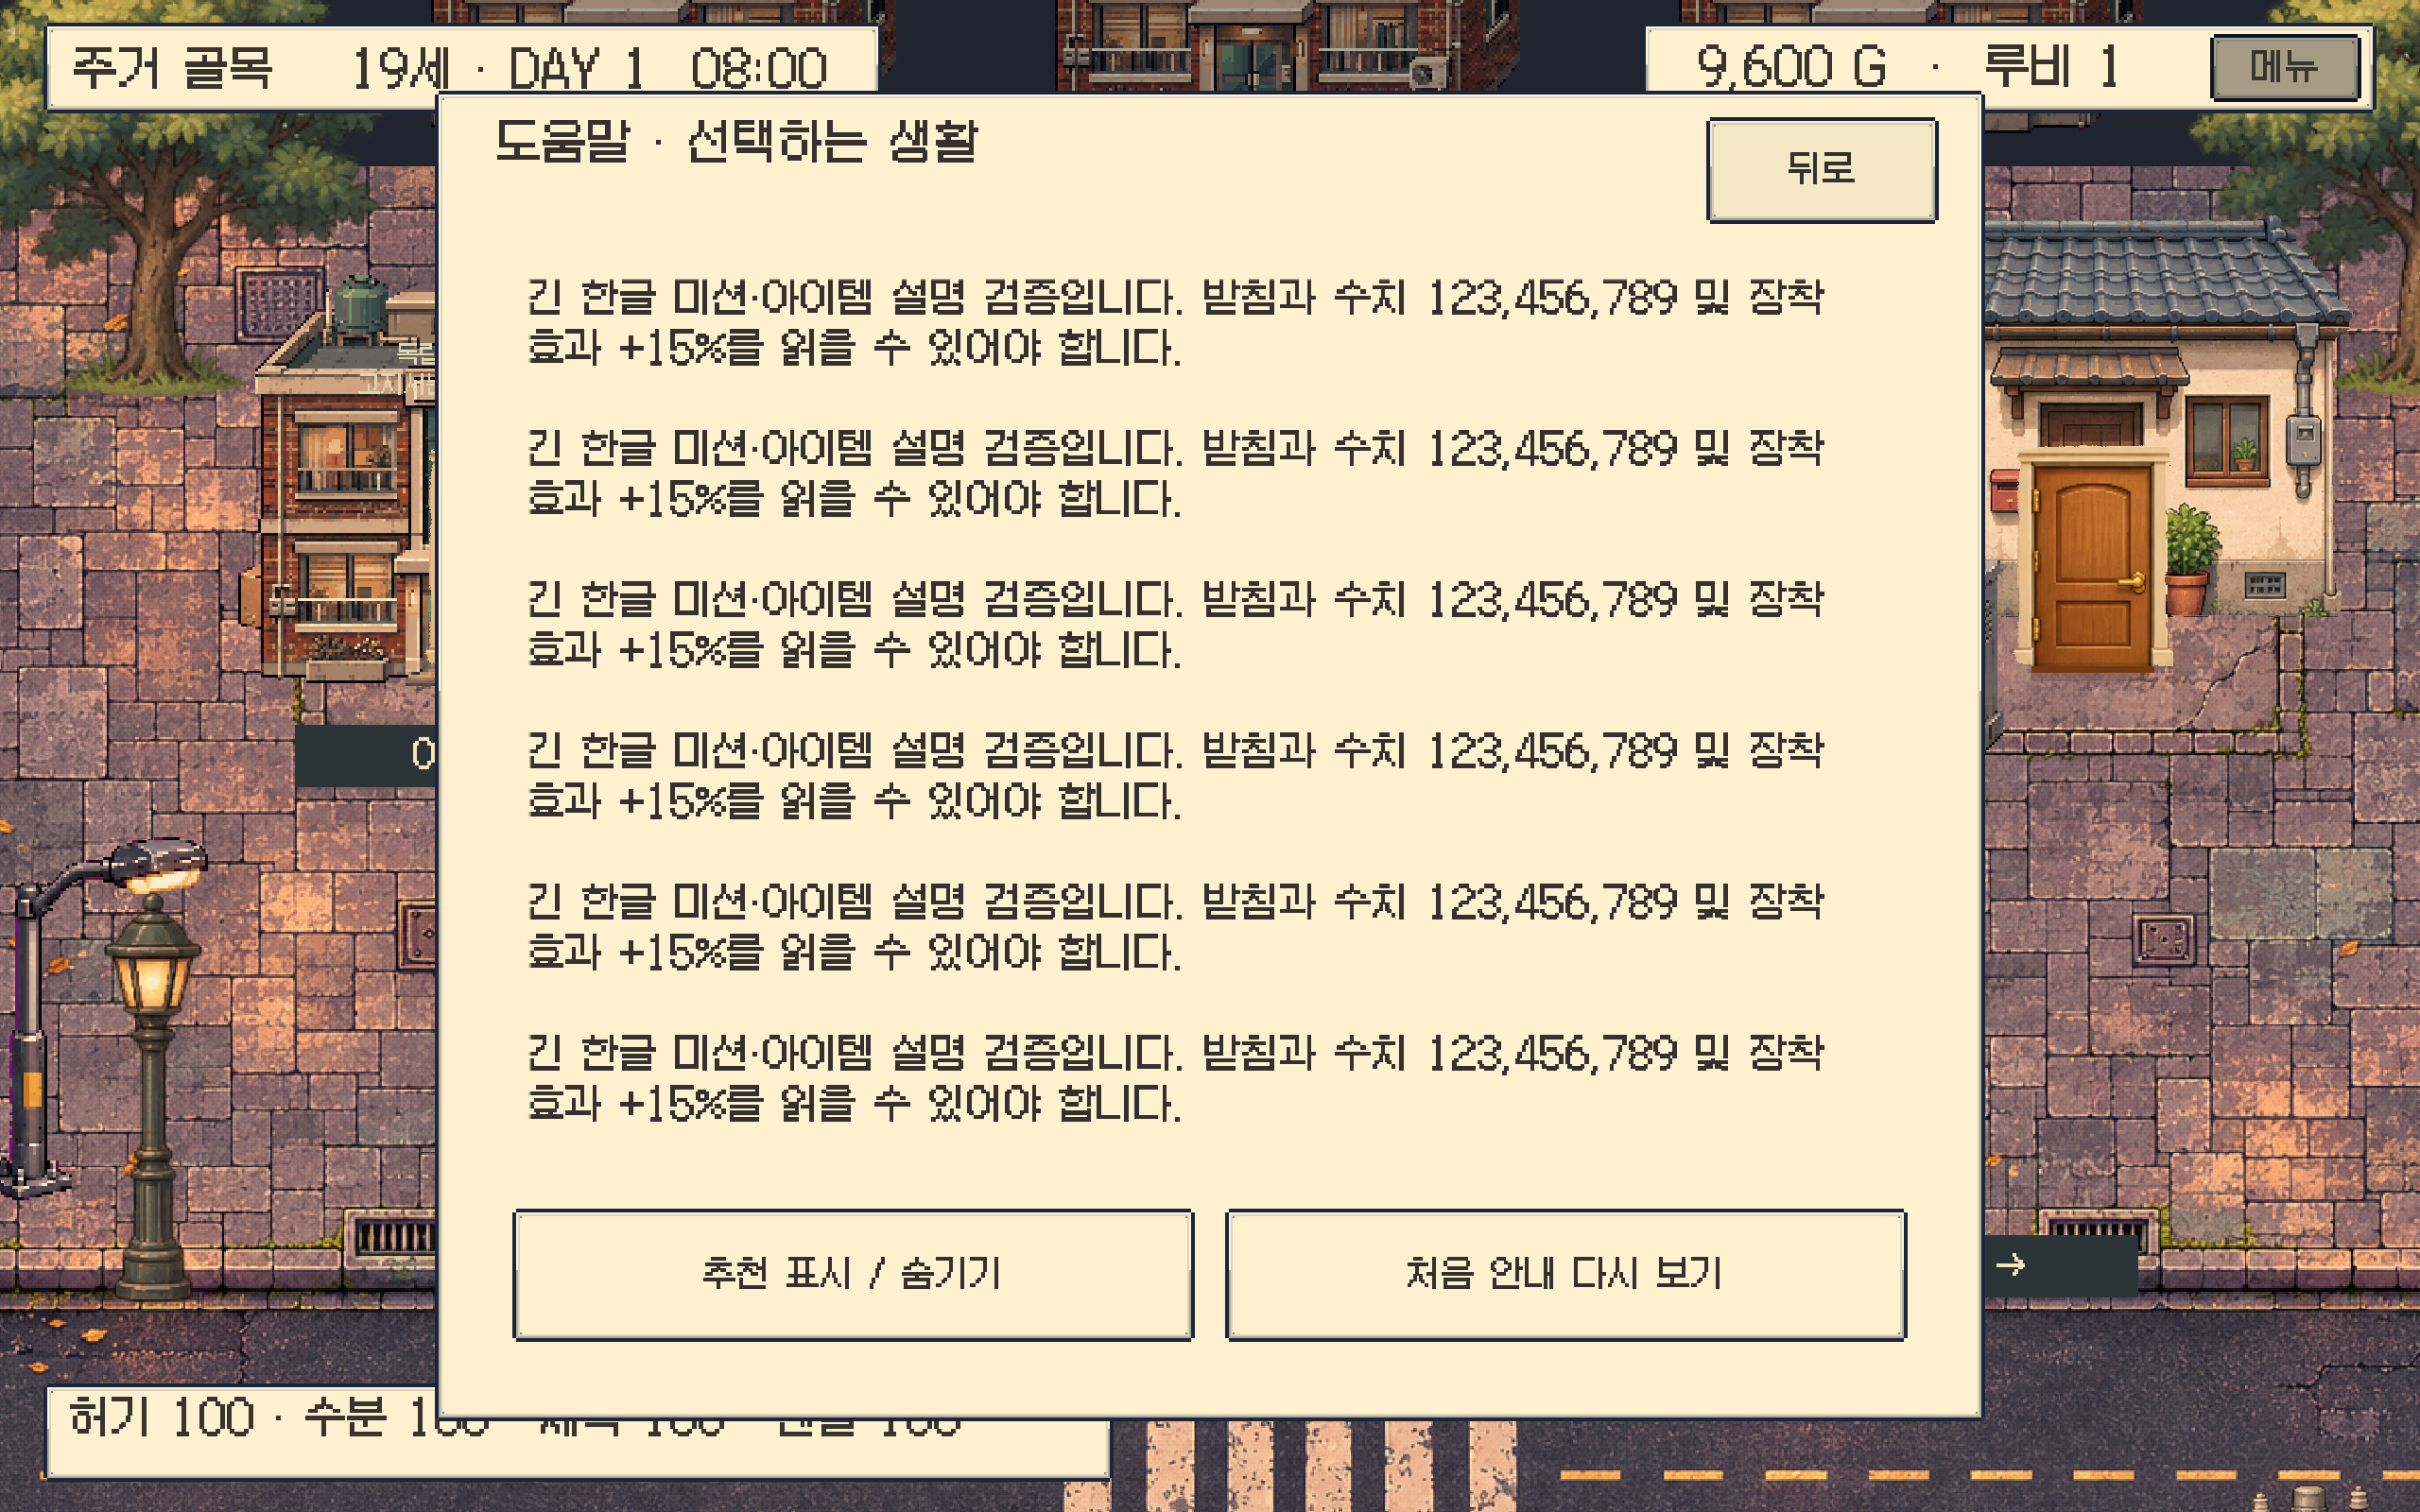 주거 골목 19세 · DAY 1 08:00
9,600 G · 루비 1 메뉴
도움말 · 선택하는 생활
뒤로
긴 한글 미션·아이템 설명 검증입니다. 받침과 수치 123,456,789 및 장착
효과 +15%를 읽을 수 있어야 합니다.
긴 한글 미션·아이템 설명 검증입니다. 받침과 수치 123,456,789 및 장착
효과 +15%를 읽을 수 있어야 합니다.
긴 한글 미션·아이템 설명 검증입니다. 받침과 수치 123,456,789 및 장착
효과 +15%를 읽을 수 있어야 합니다.
긴 한글 미션·아이템 설명 검증입니다. 받침과 수치 123,456,789 및 장착
효과 +15%를 읽을 수 있어야 합니다.
긴 한글 미션·아이템 설명 검증입니다. 받침과 수치 123,456,789 및 장착
효과 +15%를 읽을 수 있어야 합니다.
긴 한글 미션·아이템 설명 검증입니다. 받침과 수치 123,456,789 및 장착
효과 +15%를 읽을 수 있어야 합니다.
추천 표시 / 숨기기
처음 안내 다시 보기
→
허기 100 · 수분 100